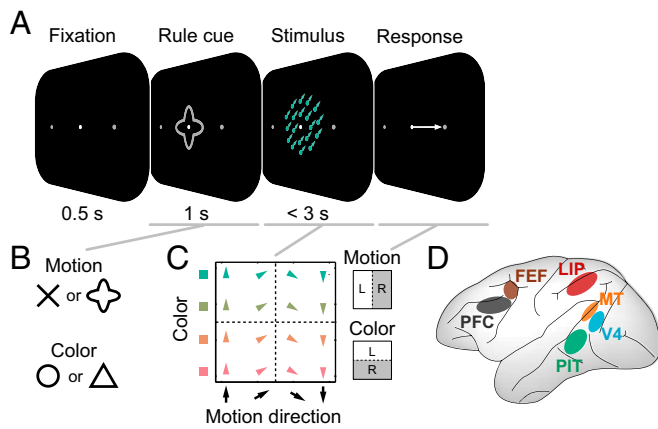 A
Fixation
Rule cue
Stimulus
Response
0.5 s
1 s
< 3 s
B
Motion
or
Color
or
C
Color
Motion direction
Motion
L R
Color
L
R
D
FEF
LIP
MT
PFC
V4
PIT